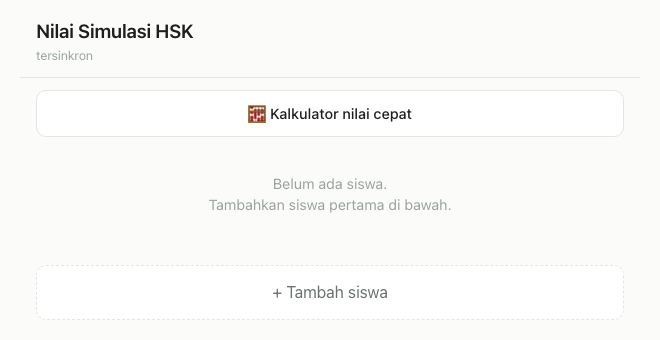 Nilai Simulasi HSK
tersinkron
🧮 Kalkulator nilai cepat
Belum ada siswa.
Tambahkan siswa pertama di bawah.
+ Tambah siswa